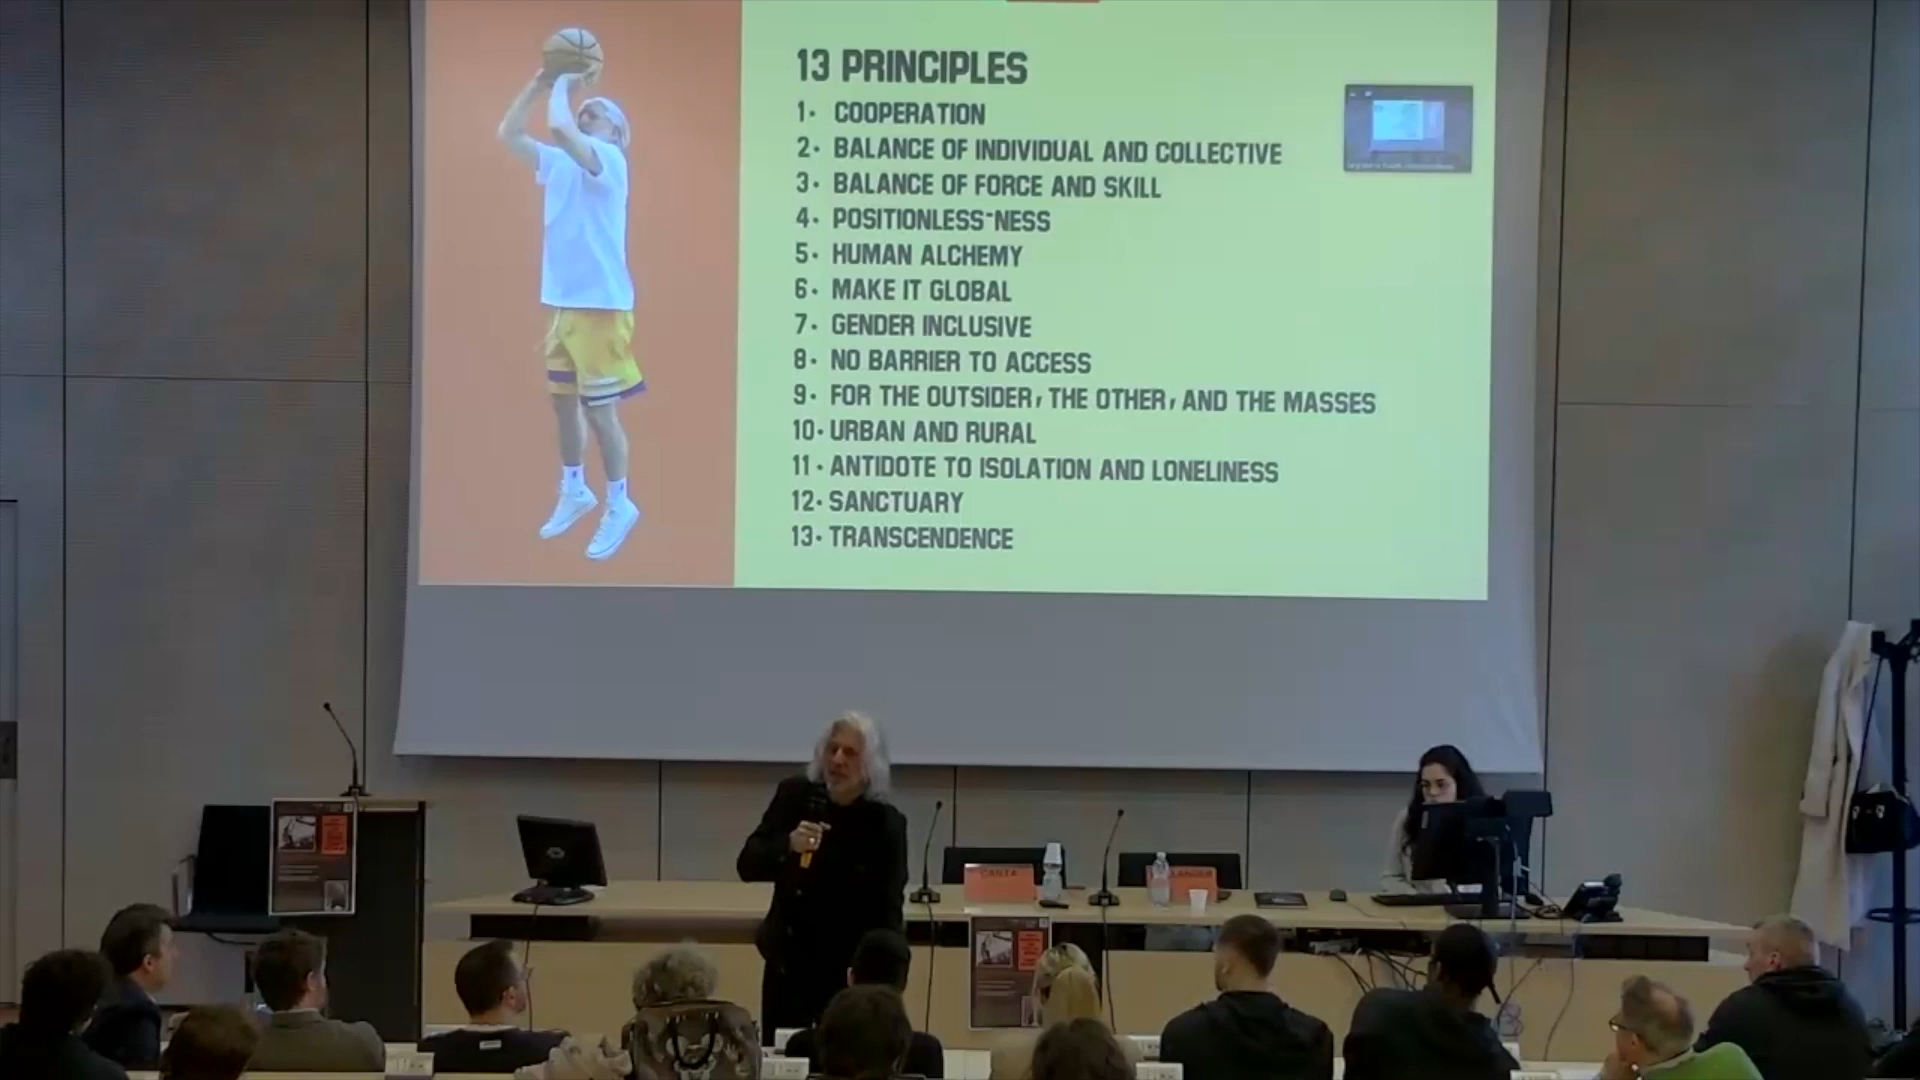 13 PRINCIPLES
1. COOPERATION
2. BALANCE OF INDIVIDUAL AND COLLECTIVE
3. BALANCE OF FORCE AND SKILL
4. POSITIONLESS-NESS
5. HUMAN ALCHEMY
6. MAKE IT GLOBAL
7. GENDER INCLUSIVE
8. NO BARRIER TO ACCESS
9. FOR THE OUTSIDER, THE OTHER, AND THE MASSES
10. URBAN AND RURAL
11. ANTIDOTE TO ISOLATION AND LONELINESS
12. SANCTUARY
13. TRANSCENDENCE